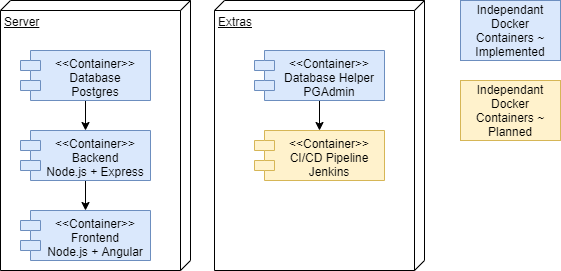 Server
<<Container>>
Database
Postgres
<<Container>>
Backend
Node.js + Express
<<Container>>
Frontend
Node.js + Angular
Extras
<<Container>>
Database Helper
PGAdmin
<<Container>>
CI/CD Pipeline
Jenkins
Independant
Docker
Containers ~
Implemented
Independant
Docker
Containers ~
Planned